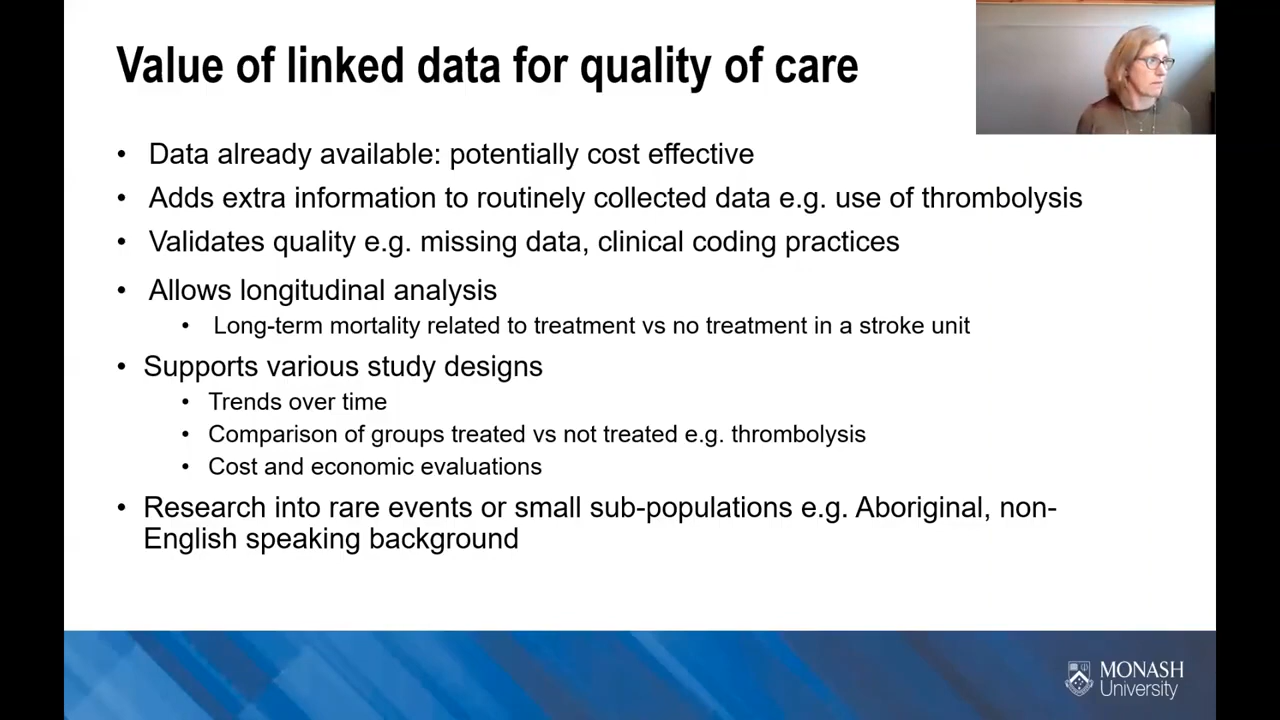 Value of linked data for quality of care
• Data already available: potentially cost effective
• Adds extra information to routinely collected data e.g. use of thrombolysis
• Validates quality e.g. missing data, clinical coding practices
• Allows longitudinal analysis
• Long-term mortality related to treatment vs no treatment in a stroke unit
• Supports various study designs
• Trends over time
• Comparison of groups treated vs not treated e.g. thrombolysis
• Cost and economic evaluations
• Research into rare events or small sub-populations e.g. Aboriginal, non-
English speaking background
MONASH
University